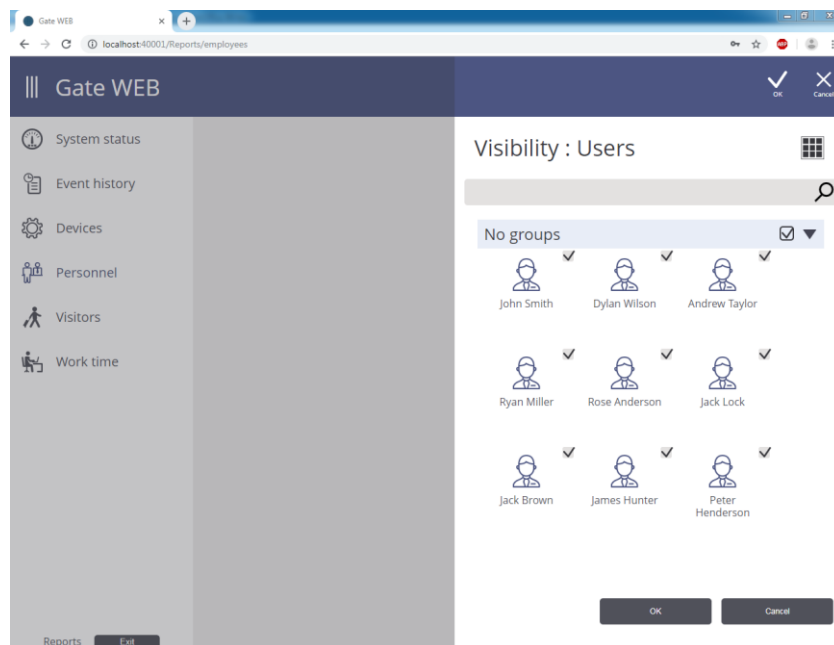 Gate WEB
localhost:40001/Reports/employees
Gate WEB
OK
Cancel
System status
Event history
Devices
Personnel
Visitors
Work time
Reports
Exit
Visibility : Users
No groups
John Smith
Dylan Wilson
Andrew Taylor
Ryan Miller
Rose Anderson
Jack Lock
Jack Brown
James Hunter
Peter
Henderson
OK
Cancel